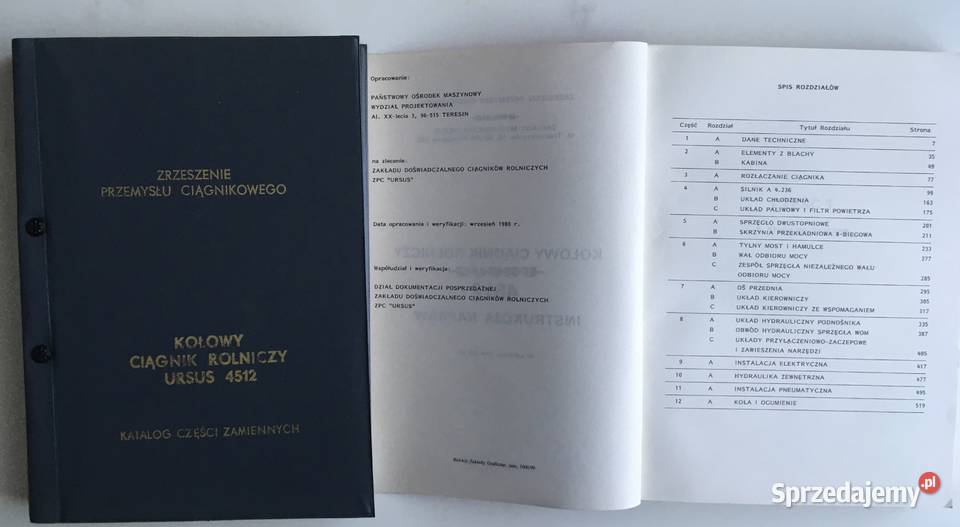 ZRZESZENIE
PRZEMYSŁU CIĄGNIKOWEGO
KOŁOWY
CIĄGNIK ROLNICZY
URSUS 4512
KATALOG CZĘŚCI ZAMIENNYCH
Opracowanie:
PAŃSTWOWY OŚRODEK MASZYNOWY
WYDZIAŁ PROJEKTOWANIA
Al. XX-lecia 3, 96-515 TERESIN
na zlecenie:
ZAKŁADU DOŚWIADCZALNEGO CIĄGNIKÓW ROLNICZYCH
ZPC "URSUS"
Data opracowania i weryfikacji: wrzesień 1988 r.
Współudział i weryfikacja:
DZIAŁ DOKUMENTACJI POSPRZEDAŻNEJ
ZAKŁADU DOŚWIADCZALNEGO CIĄGNIKÓW ROLNICZYCH
ZPC "URSUS"
SPIS ROZDZIAŁÓW
Część Rozdział Tytuł Rozdziału Strona
1 A DANE TECHNICZNE 7
2 A ELEMENTY Z BLACHY 35
B KABINA 49
3 A ROZŁĄCZANIE CIĄGNIKA 77
4 A SILNIK A 4.236 99
B UKŁAD CHŁODZENIA 163
C UKŁAD PALIWOWY I FILTR POWIETRZA 175
5 A SPRZĘGŁO DWUSTOPNIOWE 201
B SKRZYNIA PRZEKŁADNIOWA 8-BIEGOWA 211
6 A TYLNY MOST I HAMULCE 233
B WAŁ ODBIORU MOCY 277
C ZESPÓŁ SPRZĘGŁA NIEZALEŻNEGO WAŁU
ODBIORU MOCY 285
7 A OŚ PRZEDNIA 295
B UKŁAD KIEROWNICZY 305
C UKŁAD KIEROWNICZY ZE WSPOMAGANIEM 317
8 A UKŁAD HYDRAULICZNY PODNOŚNIKA 335
B OBWÓD HYDRAULICZNY SPRZĘGŁA WOM 387
C UKŁADY PRZYŁĄCZENIOWO-ZACZEPOWE
I ZAWIESZENIA NARZĘDZI 405
9 A INSTALACJA ELEKTRYCZNA 417
10 A HYDRAULIKA ZEWNĘTRZNA 477
11 A INSTALACJA PNEUMATYCZNA 495
12 A KOŁA I OGUMIENIE 519
Sprzedajemy.pl